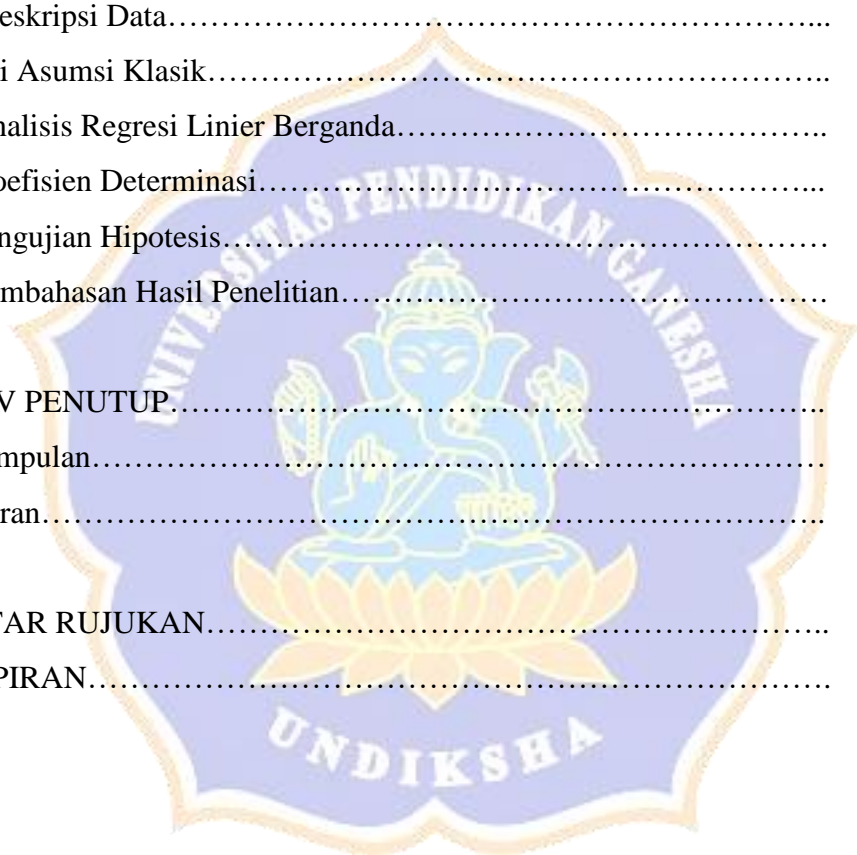 eskripsi Data……………………………………………...
i Asumsi Klasik…………………………………………..
nalisis Regresi Linier Berganda…………………………..
oefisien Determinasi……………………………………...
ngujian Hipotesis…………………………………………
mbahasan Hasil Penelitian……………………………….
V PENUTUP……………………………………………..
mpulan……………………………………………………
ran………………………………………………………..
TAR RUJUKAN…………………………………………..
PIRAN…………………………………………………….
UNIVERSITAS PENDIDIKAN GANESHA
UNDIKSHA